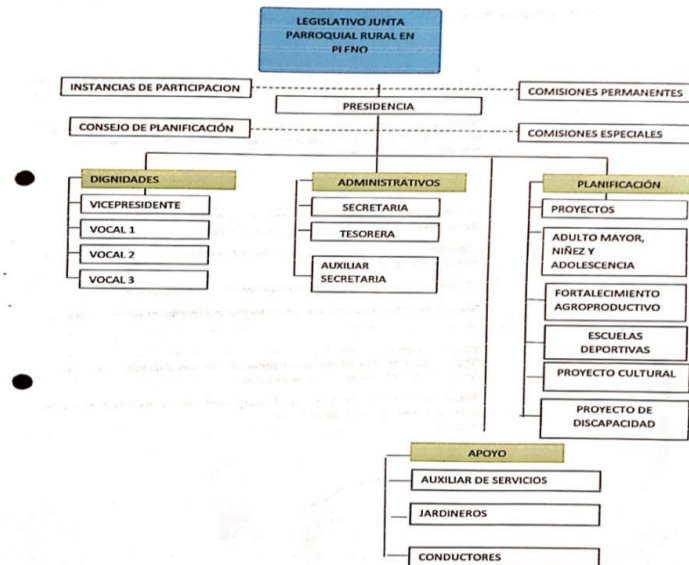 LEGISLATIVO JUNTA
PARROQUIAL RURAL EN
PLENO
INSTANCIAS DE PARTICIPACION
COMISIONES PERMANENTES
PRESIDENCIA
CONSEJO DE PLANIFICACIÓN
COMISIONES ESPECIALES
DIGNIDADES
VICEPRESIDENTE
VOCAL 1
VOCAL 2
VOCAL 3
ADMINISTRATIVOS
SECRETARIA
TESORERA
AUXILIAR
SECRETARIA
PLANIFICACIÓN
PROYECTOS
ADULTO MAYOR,
NIÑEZ Y
ADOLESCENCIA
FORTALECIMIENTO
AGROPRODUCTIVO
ESCUELAS
DEPORTIVAS
PROYECTO CULTURAL
PROYECTO DE
DISCAPACIDAD
APOYO
AUXILIAR DE SERVICIOS
JARDINEROS
CONDUCTORES